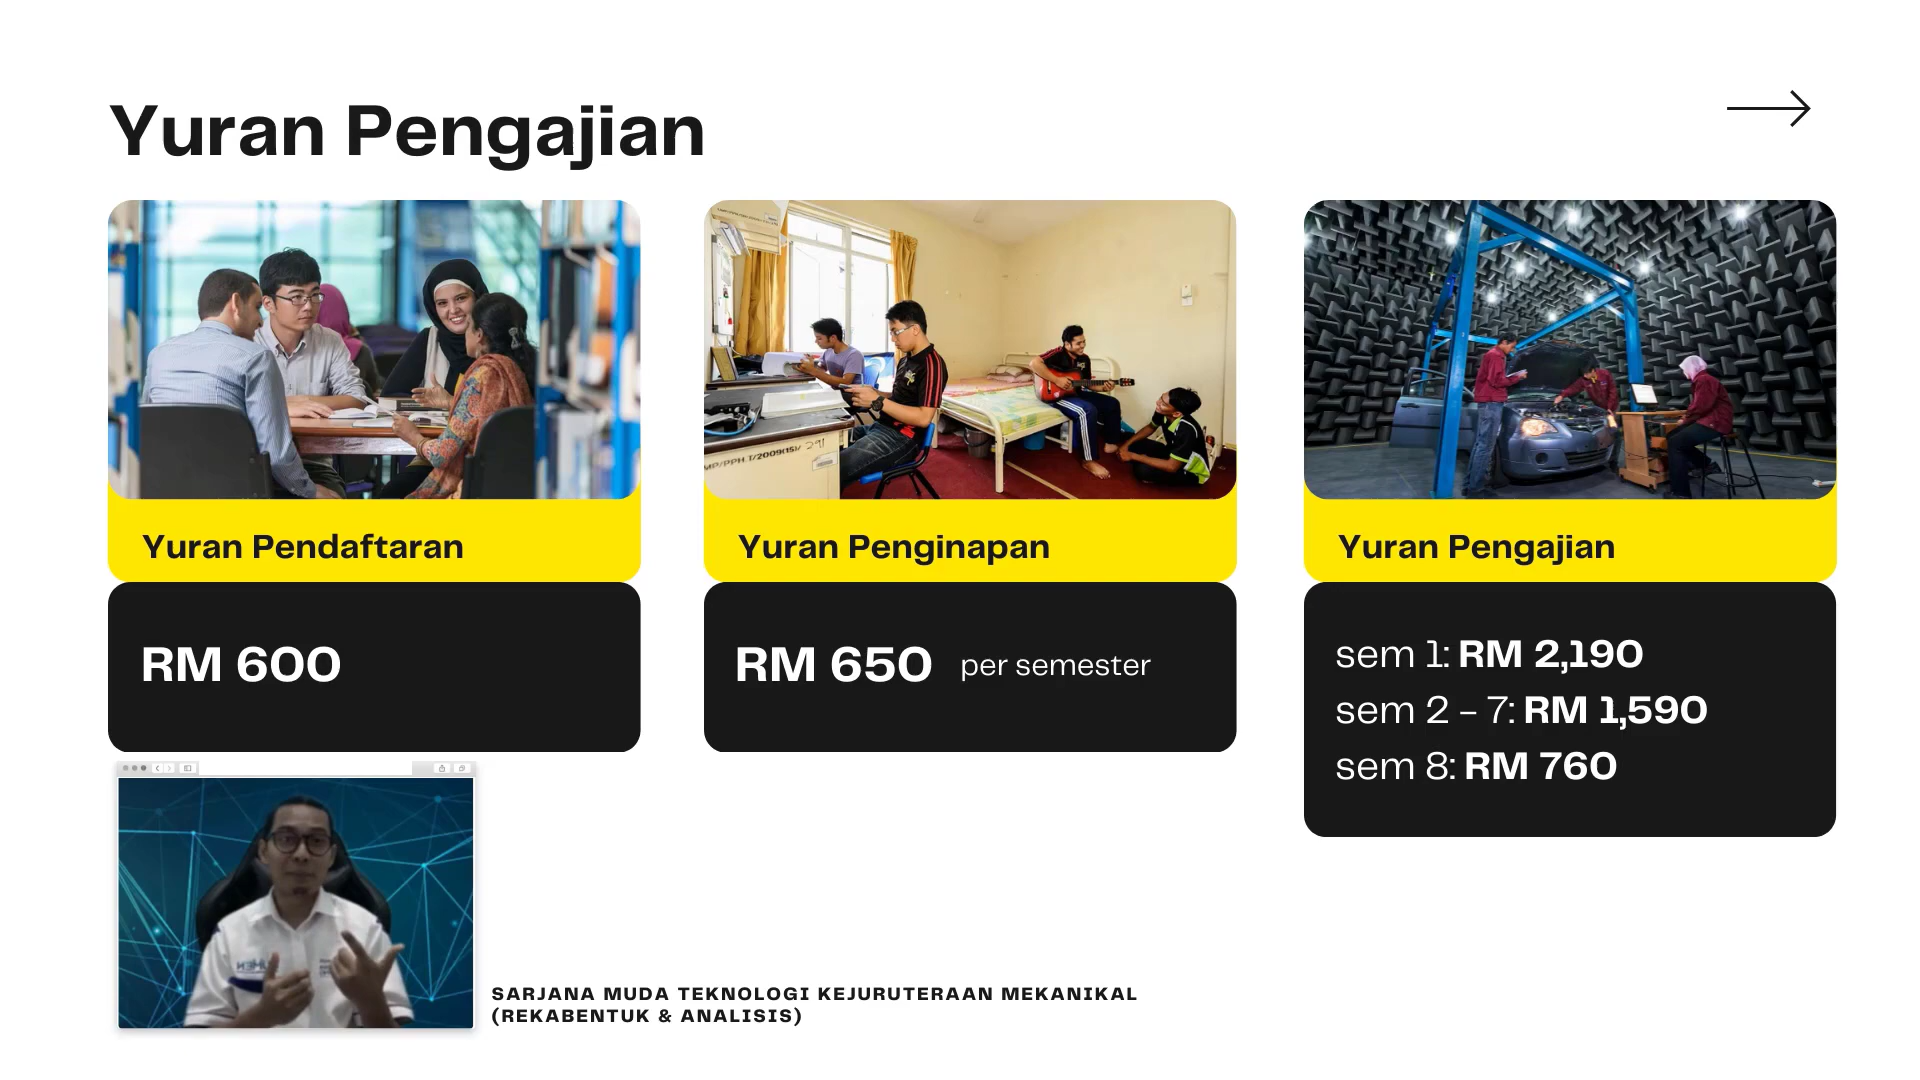 Yuran Pengajian
Yuran Pendaftaran
RM 600
Yuran Penginapan
RM 650 per semester
Yuran Pengajian
sem 1: RM 2,190
sem 2 – 7: RM 1,590
sem 8: RM 760
SARJANA MUDA TEKNOLOGI KEJURUTERAAN MEKANIKAL
(REKABENTUK & ANALISIS)